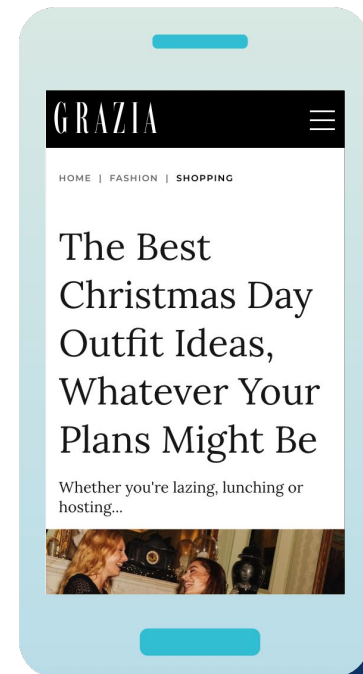 GRAZIA
HOME | FASHION | SHOPPING
The Best
Christmas Day
Outfit Ideas,
Whatever Your
Plans Might Be
Whether you're lazing, lunching or
hosting...